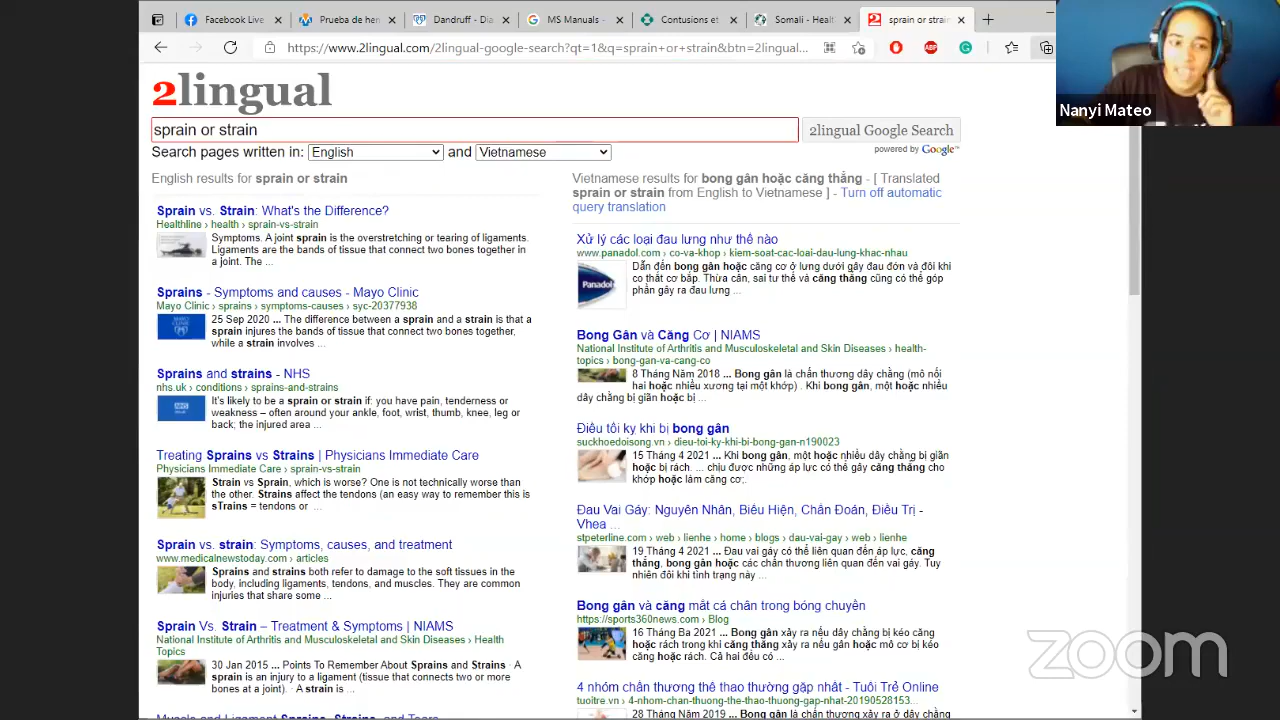 Facebook Live
Prueba de hen
Dandruff - Dia
MS Manuals -
Contusions et
Somali - Healt
sprain or strain
https://www.2lingual.com/2lingual-google-search?qt=1&q=sprain+or+strain&btn=2lingual...
2lingual
sprain or strain
2lingual Google Search
powered by Google™
Search pages written in: English and Vietnamese
English results for sprain or strain
Sprain vs. Strain: What's the Difference?
Healthline › health › sprain-vs-strain
Symptoms. A joint sprain is the overstretching or tearing of ligaments.
Ligaments are the bands of tissue that connect two bones together in
a joint. The ...
Sprains - Symptoms and causes - Mayo Clinic
Mayo Clinic › sprains › symptoms-causes › syc-20377938
25 Sep 2020 ... The difference between a sprain and a strain is that a
sprain injures the bands of tissue that connect two bones together,
while a strain involves ...
Sprains and strains - NHS
nhs.uk › conditions › sprains-and-strains
It's likely to be a sprain or strain if: you have pain, tenderness or
weakness – often around your ankle, foot, wrist, thumb, knee, leg or
back; the injured area ...
Treating Sprains vs Strains | Physicians Immediate Care
Physicians Immediate Care › sprain-vs-strain
Strain vs Sprain, which is worse? One is not technically worse than
the other. Strains affect the tendons (an easy way to remember this is
sTrains = tendons or ...
Sprain vs. strain: Symptoms, causes, and treatment
www.medicalnewstoday.com › articles
Sprains and strains both refer to damage to the soft tissues in the
body, including ligaments, tendons, and muscles. They are common
injuries that share some ...
Sprain Vs. Strain – Treatment & Symptoms | NIAMS
National Institute of Arthritis and Musculoskeletal and Skin Diseases › Health
Topics
30 Jan 2015 ... Points To Remember About Sprains and Strains · A
sprain is an injury to a ligament (tissue that connects two or more
bones at a joint). · A strain is ...
Muscle and Ligament Sprains, Strains, and Tears
Vietnamese results for bong gân hoặc căng thẳng - [ Translated
sprain or strain from English to Vietnamese ] - Turn off automatic
query translation
Xử lý các loại đau lưng như thế nào
www.panadol.com › co-va-khop › kiem-soat-cac-loai-dau-lung-khac-nhau
Panadol
Dẫn đến bong gân hoặc căng cơ ở lưng dưới gây đau đớn và đôi khi
co thắt cơ bắp. Thừa cân, sai tư thế và căng thẳng cũng có thể góp
phần gây ra đau lưng ...
Bong Gân và Căng Cơ | NIAMS
National Institute of Arthritis and Musculoskeletal and Skin Diseases › health-
topics › bong-gan-va-cang-co
8 Tháng Năm 2018 ... Bong gân là chấn thương dây chằng (mô nối
hai hoặc nhiều xương tại một khớp) . Khi bong gân, một hoặc nhiều
dây chằng bị giãn hoặc bị ...
Điều tối kỵ khi bị bong gân
suckhoedoisong.vn › dieu-toi-ky-khi-bi-bong-gan-n190023
15 Tháng 4 2021 ... Khi bong gân, một hoặc nhiều dây chằng bị giãn
hoặc bị rách. ... chịu được những áp lực có thể gây căng thẳng cho
khớp hoặc làm căng cơ;.
Đau Vai Gáy: Nguyên Nhân, Biểu Hiện, Chẩn Đoán, Điều Trị -
Vhea ...
stpeterline.com › web › lienhe › home › blogs › dau-vai-gay › web › lienhe
19 Tháng 4 2021 ... Đau vai gáy có thể liên quan đến áp lực, căng
thẳng, bong gân hoặc các chấn thương liên quan đến vai gáy. Tuy
nhiên đôi khi tình trạng này ...
Bong gân và căng mắt cá chân trong bóng chuyền
https://sports360news.com › Blog
16 Tháng Ba 2021 ... Bong gân xảy ra nếu dây chằng bị kéo căng
hoặc rách trong khi căng thẳng xảy ra nếu gân hoặc mô cơ bị kéo
căng hoặc rách. Cả hai đều có ...
4 nhóm chấn thương thể thao thường gặp nhất - Tuổi Trẻ Online
tuoitre.vn › 4-nhom-chan-thuong-the-thao-thuong-gap-nhat-20190528153...
28 Tháng Năm 2019 ... Bong gân là chấn thương xảy ra ở dây chằng
Nanyi Mateo
zoom